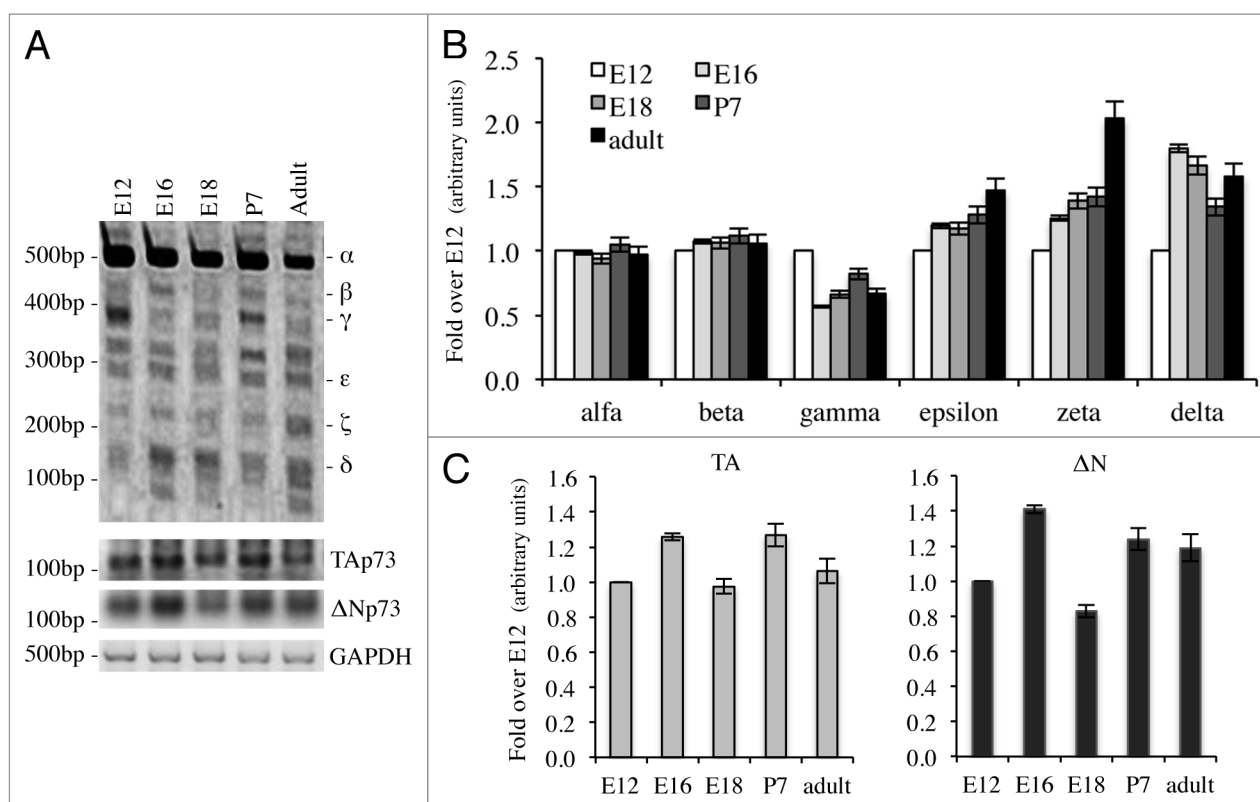 A
E12 E16 E18 P7 Adult
500bp - - α
- β
400bp -
- γ
300bp -
- ε
- ζ
200bp -
- δ
100bp -
100bp - TAp73
100bp - ΔNp73
500bp - GAPDH
B
Fold over E12 (arbitrary units)
2.5
2.0
1.5
1.0
0.5
0.0
E12 E16
E18 P7
adult
alfa beta gamma epsilon zeta delta
C
TA
Fold over E12 (arbitrary units)
1.6
1.4
1.2
1.0
0.8
0.6
0.4
0.2
0.0
E12 E16 E18 P7 adult
ΔN
1.6
1.4
1.2
1.0
0.8
0.6
0.4
0.2
0.0
E12 E16 E18 P7 adult